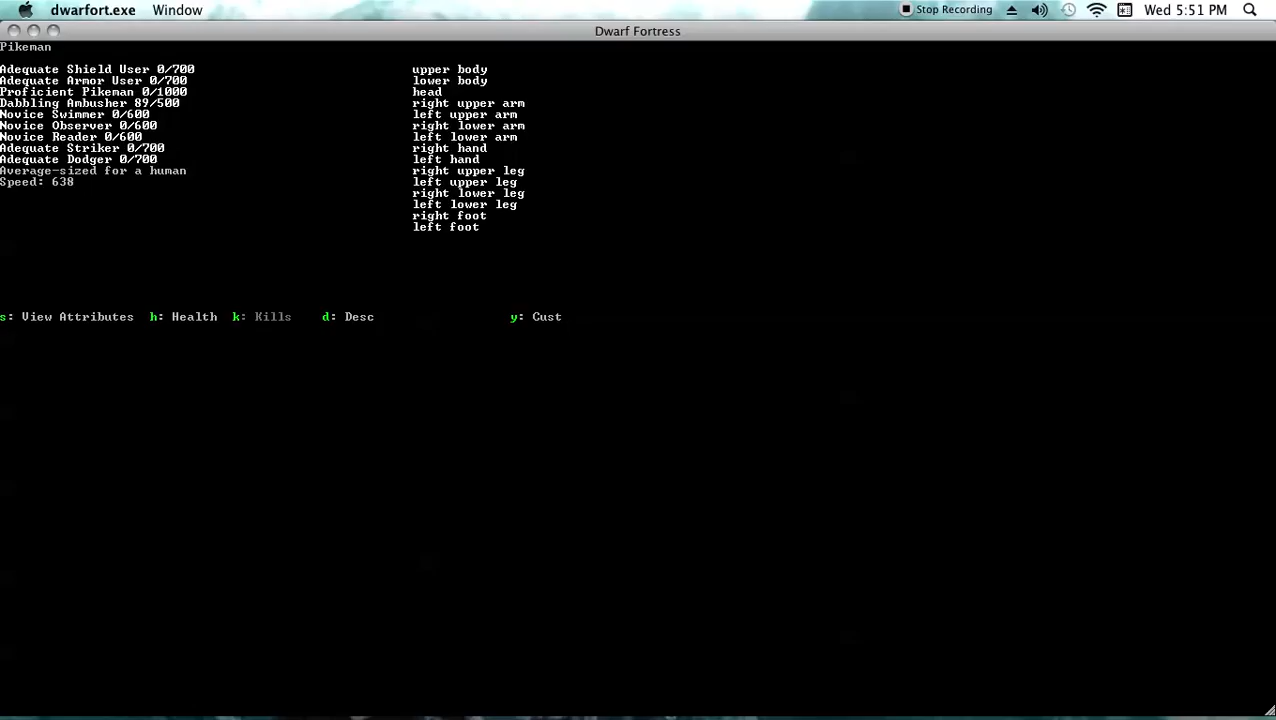 dwarfort.exe Window Stop Recording Wed 5:51 PM
Dwarf Fortress
Pikeman
Adequate Shield User 0/700
Adequate Armor User 0/700
Proficient Pikeman 0/1000
Dabbling Ambusher 89/500
Novice Swimmer 0/600
Novice Observer 0/600
Novice Reader 0/600
Adequate Striker 0/700
Adequate Dodger 0/700
Average-sized for a human
Speed: 638
upper body
lower body
head
right upper arm
left upper arm
right lower arm
left lower arm
right hand
left hand
right upper leg
left upper leg
right lower leg
left lower leg
right foot
left foot
s: View Attributes h: Health k: Kills d: Desc y: Cust